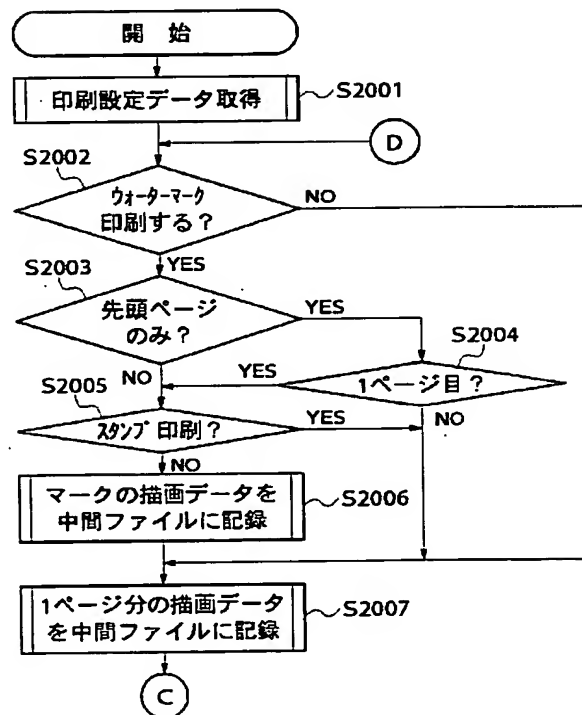 開 始
印刷設定データ取得
S2001
D
S2002
ウォーターマーク
印刷する？
NO
YES
S2003
先頭ページ
のみ？
YES
S2004
NO
YES
1ページ目？
S2005
NO
スタンプ 印刷？
YES
NO
マークの描画データを
中間ファイルに記録
S2006
1ページ分の描画データ
を中間ファイルに記録
S2007
C